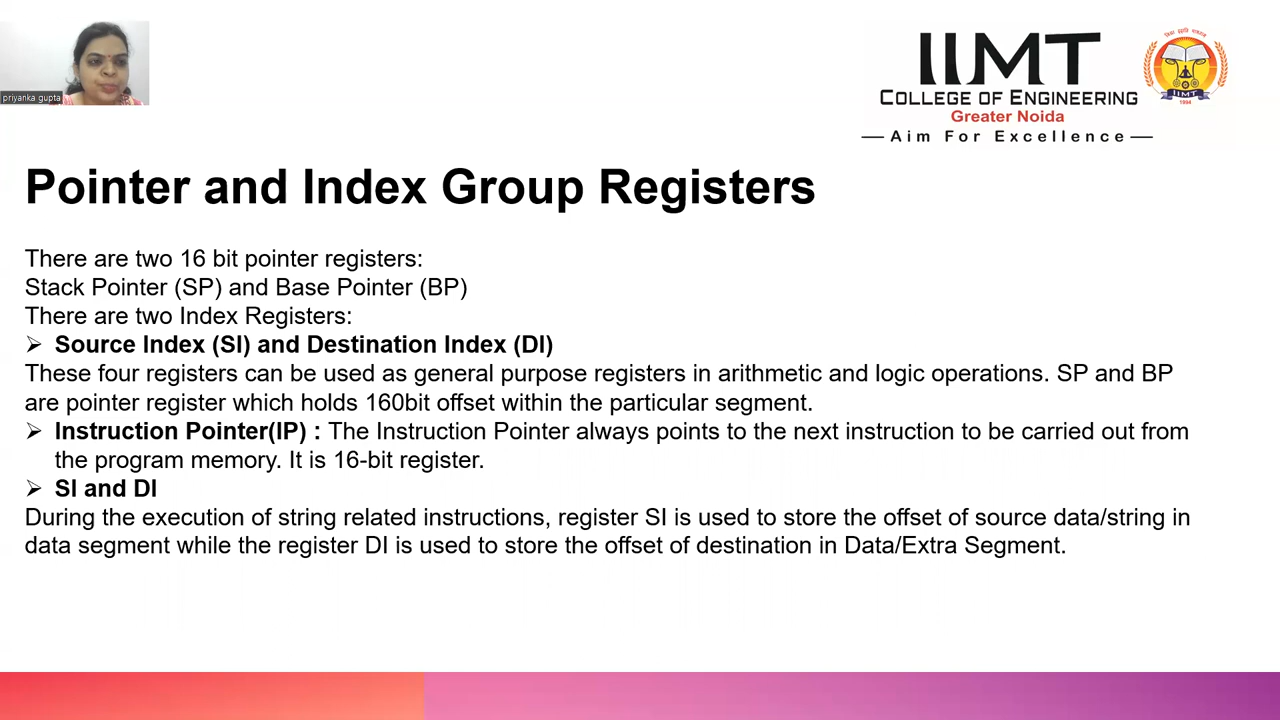 priyanka gupta
IIMT
COLLEGE OF ENGINEERING
Greater Noida
Aim For Excellence
IIMT
1994
Pointer and Index Group Registers
There are two 16 bit pointer registers:
Stack Pointer (SP) and Base Pointer (BP)
There are two Index Registers:
➢ Source Index (SI) and Destination Index (DI)
These four registers can be used as general purpose registers in arithmetic and logic operations. SP and BP
are pointer register which holds 160bit offset within the particular segment.
➢ Instruction Pointer(IP) : The Instruction Pointer always points to the next instruction to be carried out from
the program memory. It is 16-bit register.
➢ SI and DI
During the execution of string related instructions, register SI is used to store the offset of source data/string in
data segment while the register DI is used to store the offset of destination in Data/Extra Segment.